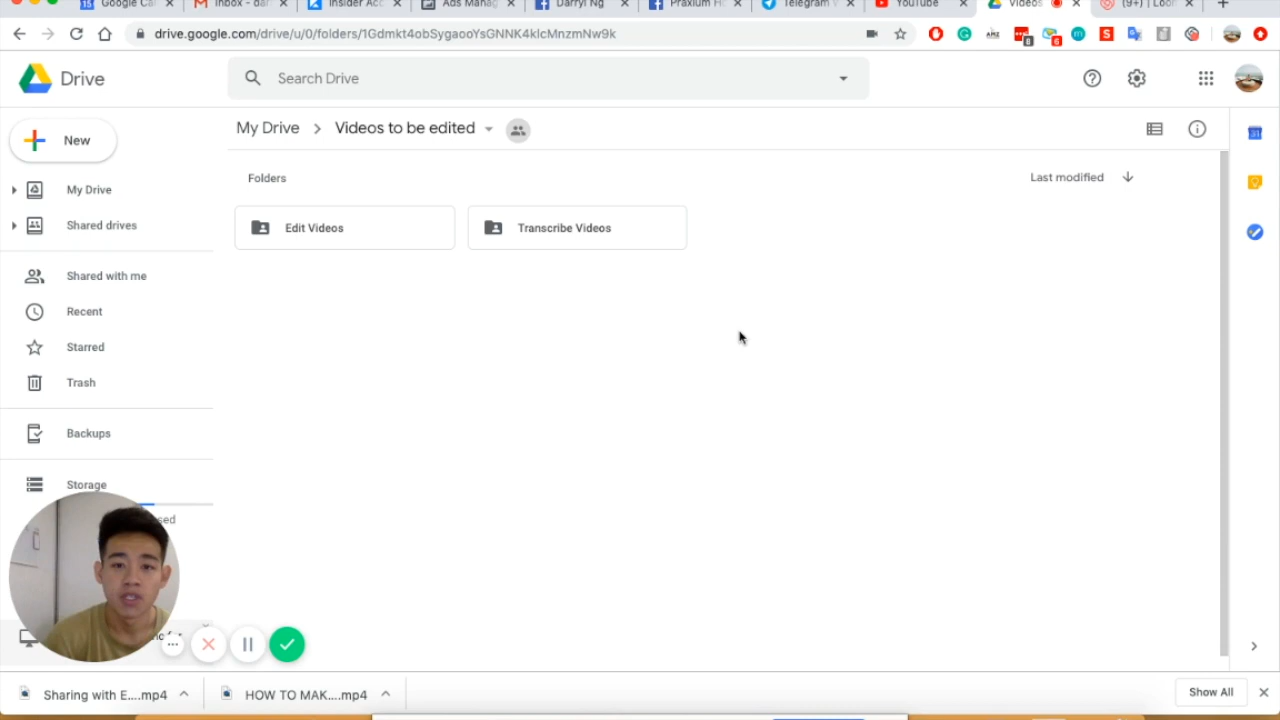 Google Ca
Inbox - dar
Insider Acc
Ads Manag
Darryl Ng
Praxium H
Telegram W
YouTube
Videos
(9+) | Loom
drive.google.com/drive/u/0/folders/1Gdmkt4obSygaooYsGNNK4klcMnzmNw9k
Drive
Search Drive
New
My Drive
Videos to be edited
Folders
Last modified
Edit Videos
Transcribe Videos
My Drive
Shared drives
Shared with me
Recent
Starred
Trash
Backups
Storage
Sharing with E....mp4
HOW TO MAK....mp4
Show All